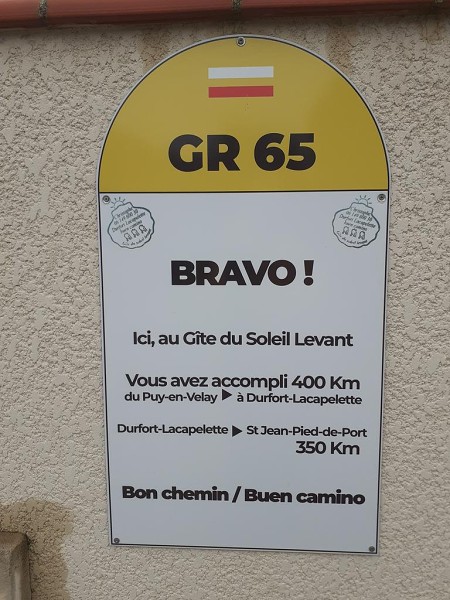 GR 65
BRAVO !
Ici, au Gîte du Soleil Levant
Vous avez accompli 400 Km
du Puy-en-Velay ▶ à Durfort-Lacapelette
Durfort-Lacapelette ▶ St Jean-Pied-de-Port
350 Km
Bon chemin / Buen camino